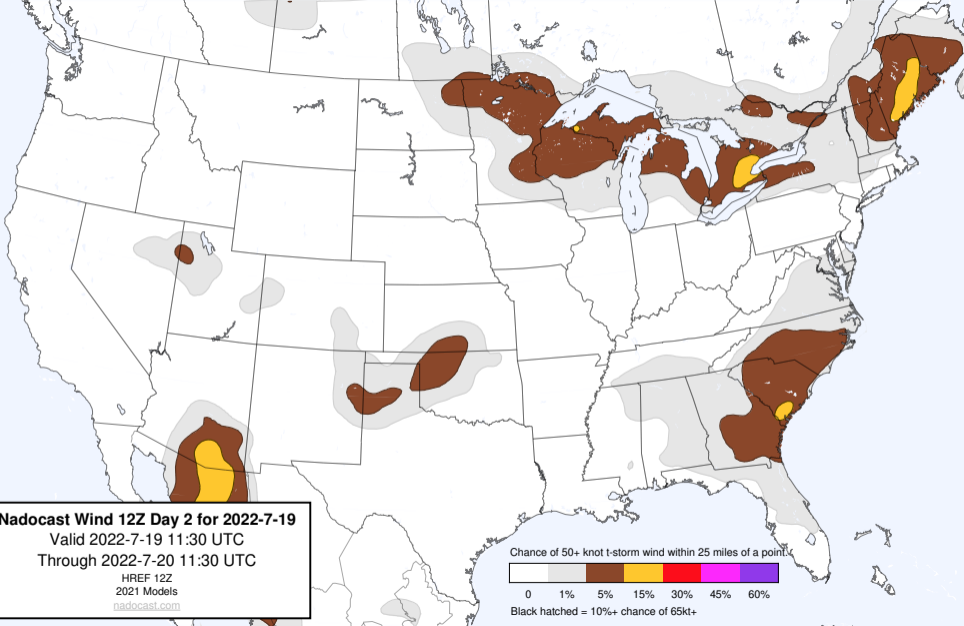 Nadocast Wind 12Z Day 2 for 2022-7-19
Valid 2022-7-19 11:30 UTC
Through 2022-7-20 11:30 UTC
HREF 12Z
2021 Models
nadocast.com
Chance of 50+ knot t-storm wind within 25 miles of a point.
0 1% 5% 15% 30% 45% 60%
Black hatched = 10%+ chance of 65kt+